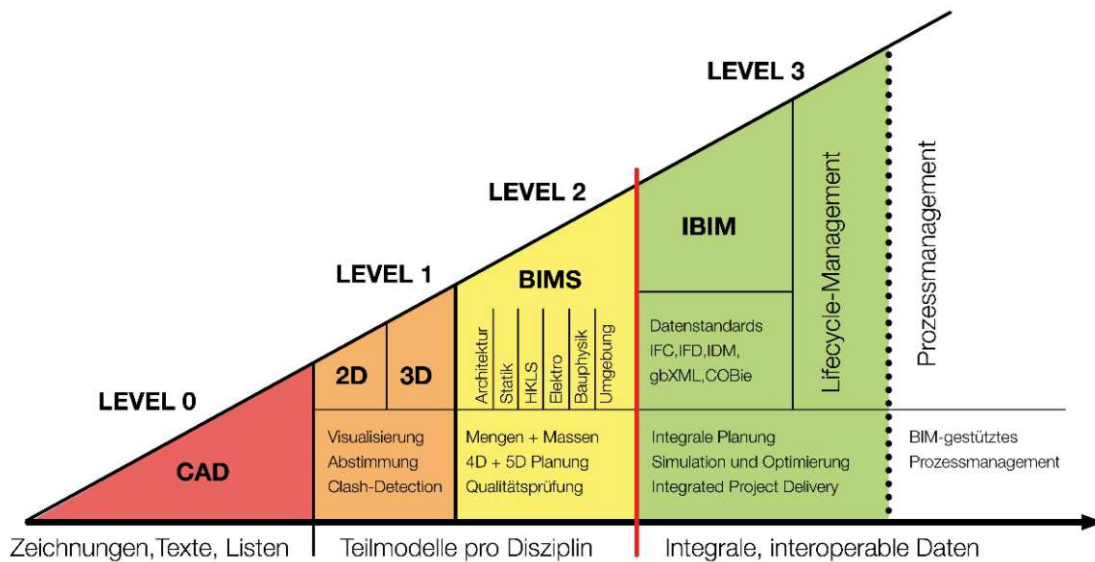 LEVEL 0
CAD
LEVEL 1
2D
3D
Visualisierung
Abstimmung
Clash-Detection
LEVEL 2
BIMS
Architektur
Statik
HKLS
Elektro
Bauphysik
Umgebung
Mengen + Massen
4D + 5D Planung
Qualitätsprüfung
LEVEL 3
IBIM
Datenstandards
IFC,IFD,IDM,
gbXML,COBie
Lifecycle-Management
Integrale Planung
Simulation und Optimierung
Integrated Project Delivery
Prozessmanagement
BIM-gestütztes
Prozessmanagement
Zeichnungen,Texte, Listen
Teilmodelle pro Disziplin
Integrale, interoperable Daten